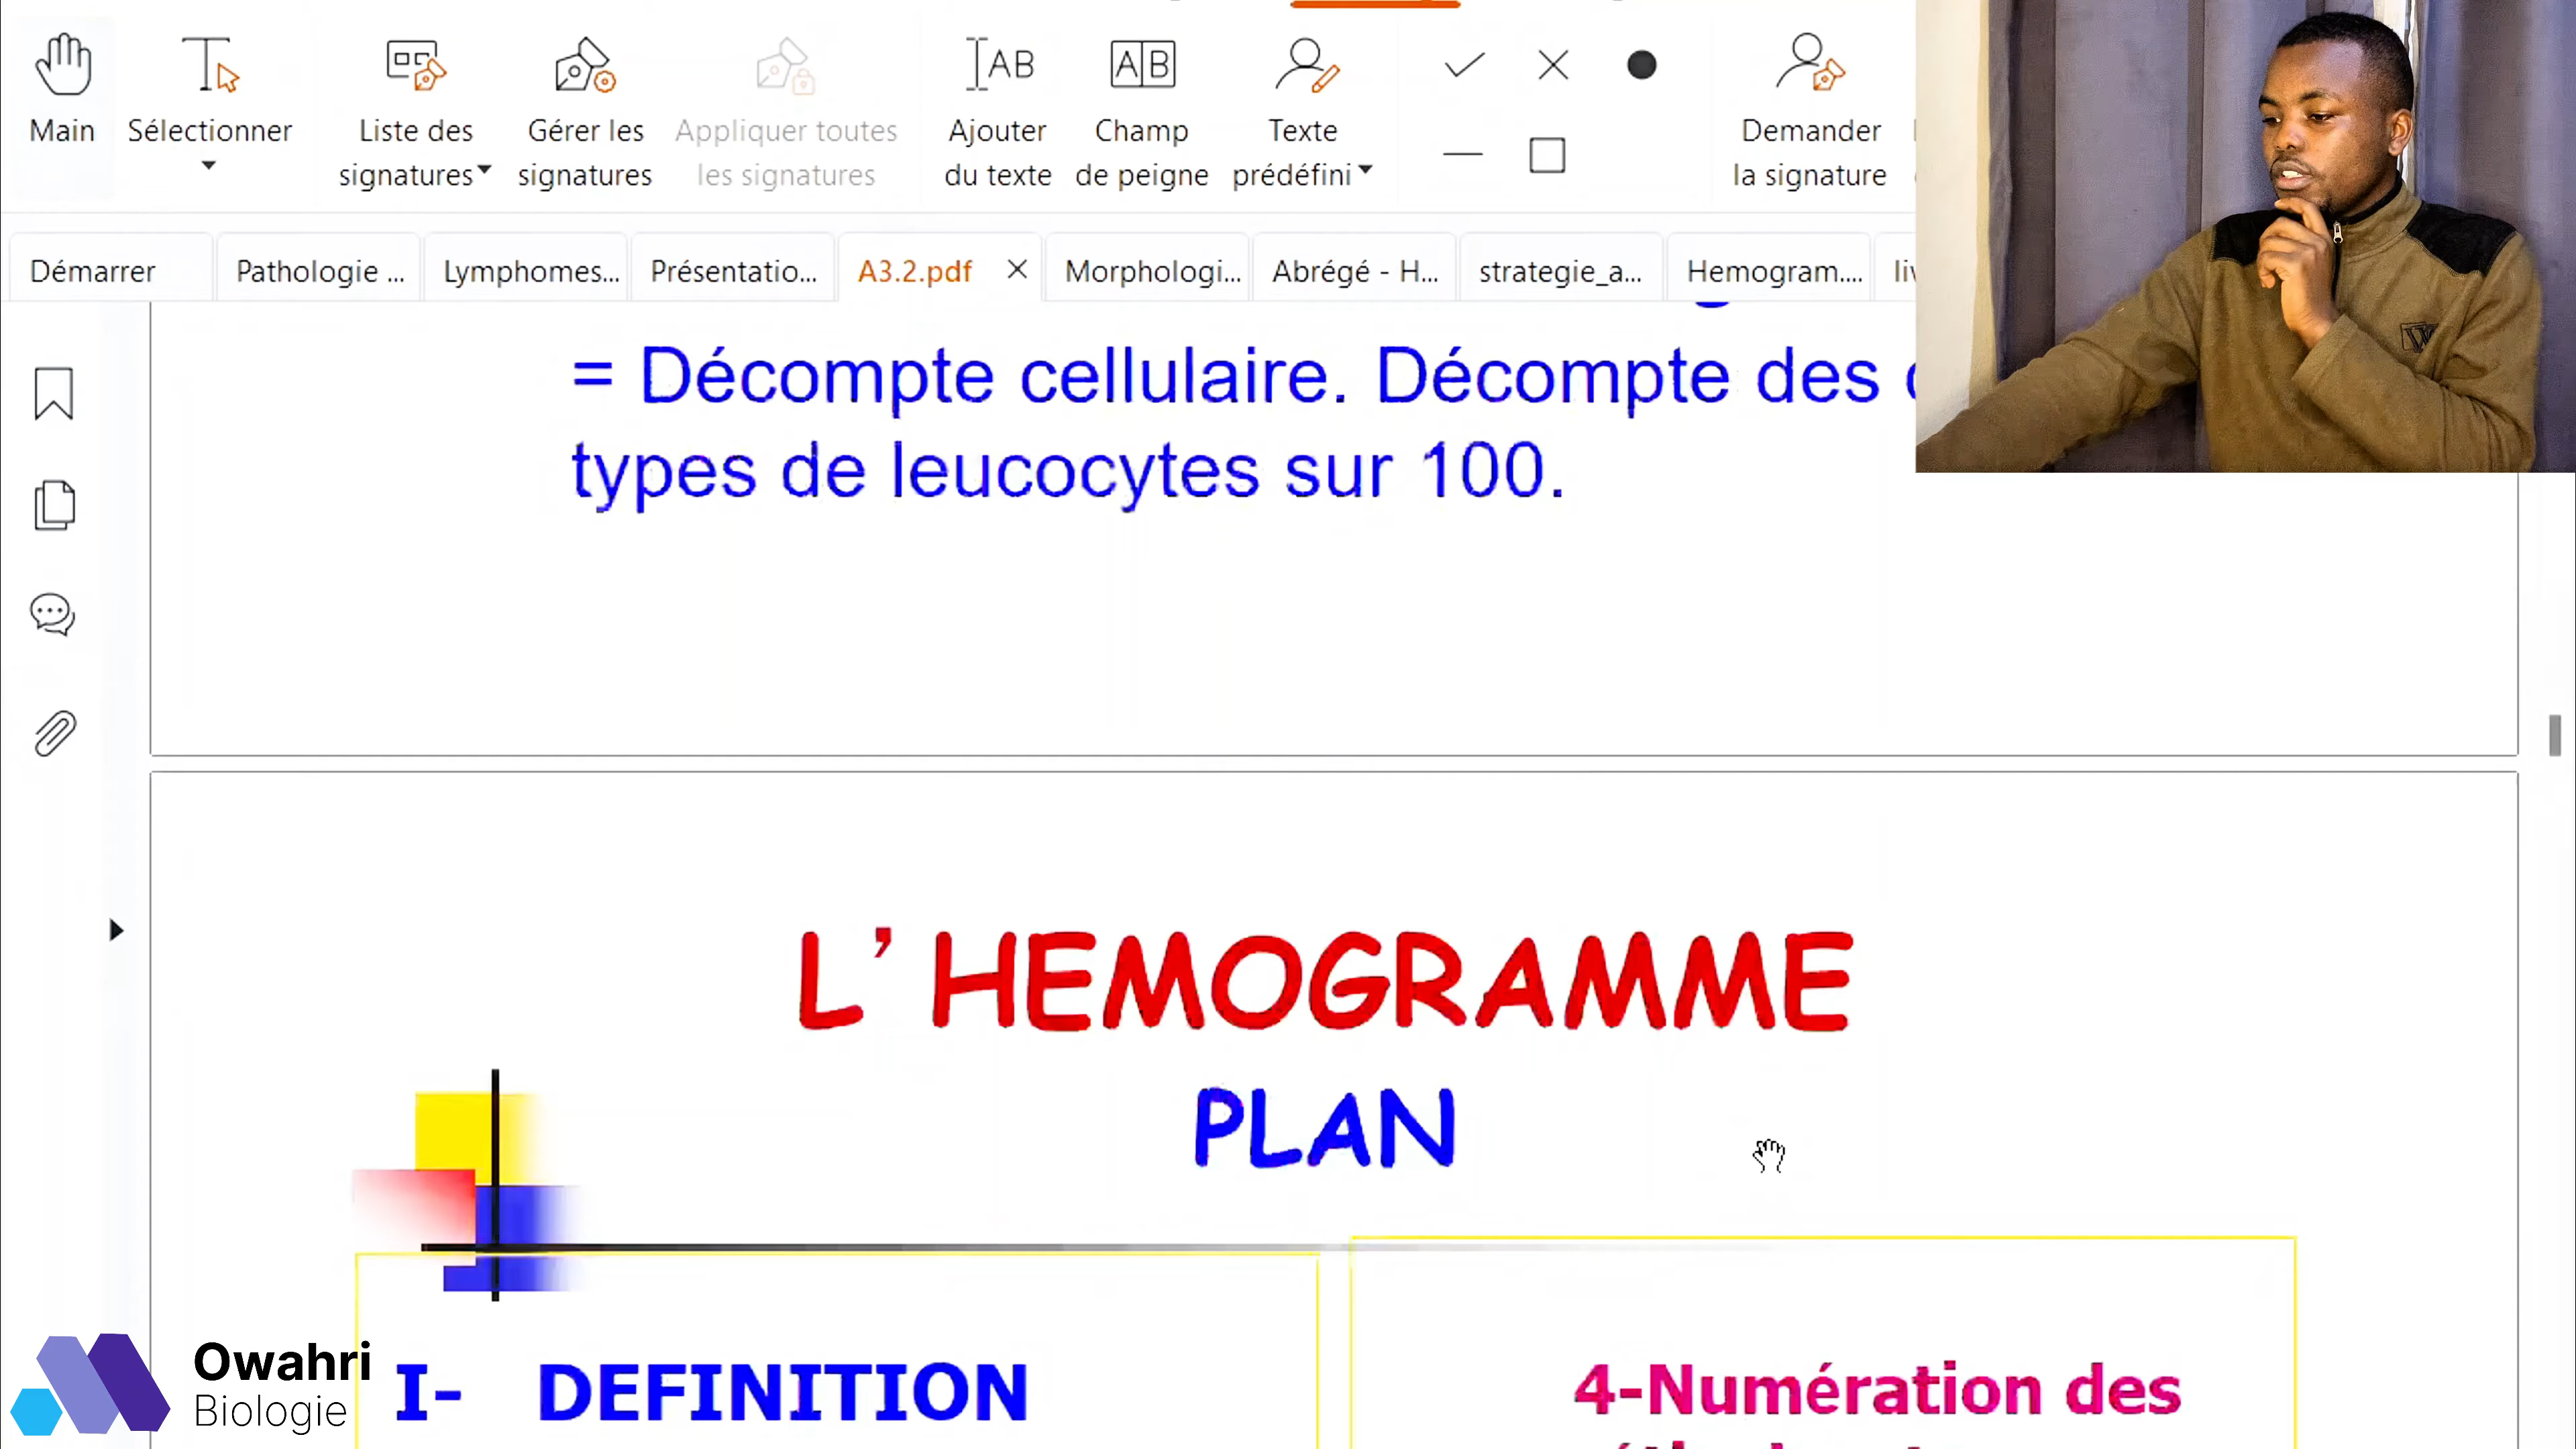 Main
Sélectionner
Liste des
signatures
Gérer les
signatures
Appliquer toutes
les signatures
AB
Ajouter
du texte
A|B
Champ
de peigne
Texte
prédéfini
Demander
la signature
Démarrer
Pathologie ...
Lymphomes...
Présentatio...
A3.2.pdf
Morphologi...
Abrégé - H...
strategie_a...
Hemogram....
= Décompte cellulaire. Décompte des
types de leucocytes sur 100.
L' HEMOGRAMME
PLAN
I- DEFINITION
4-Numération des
Owahri
Biologie